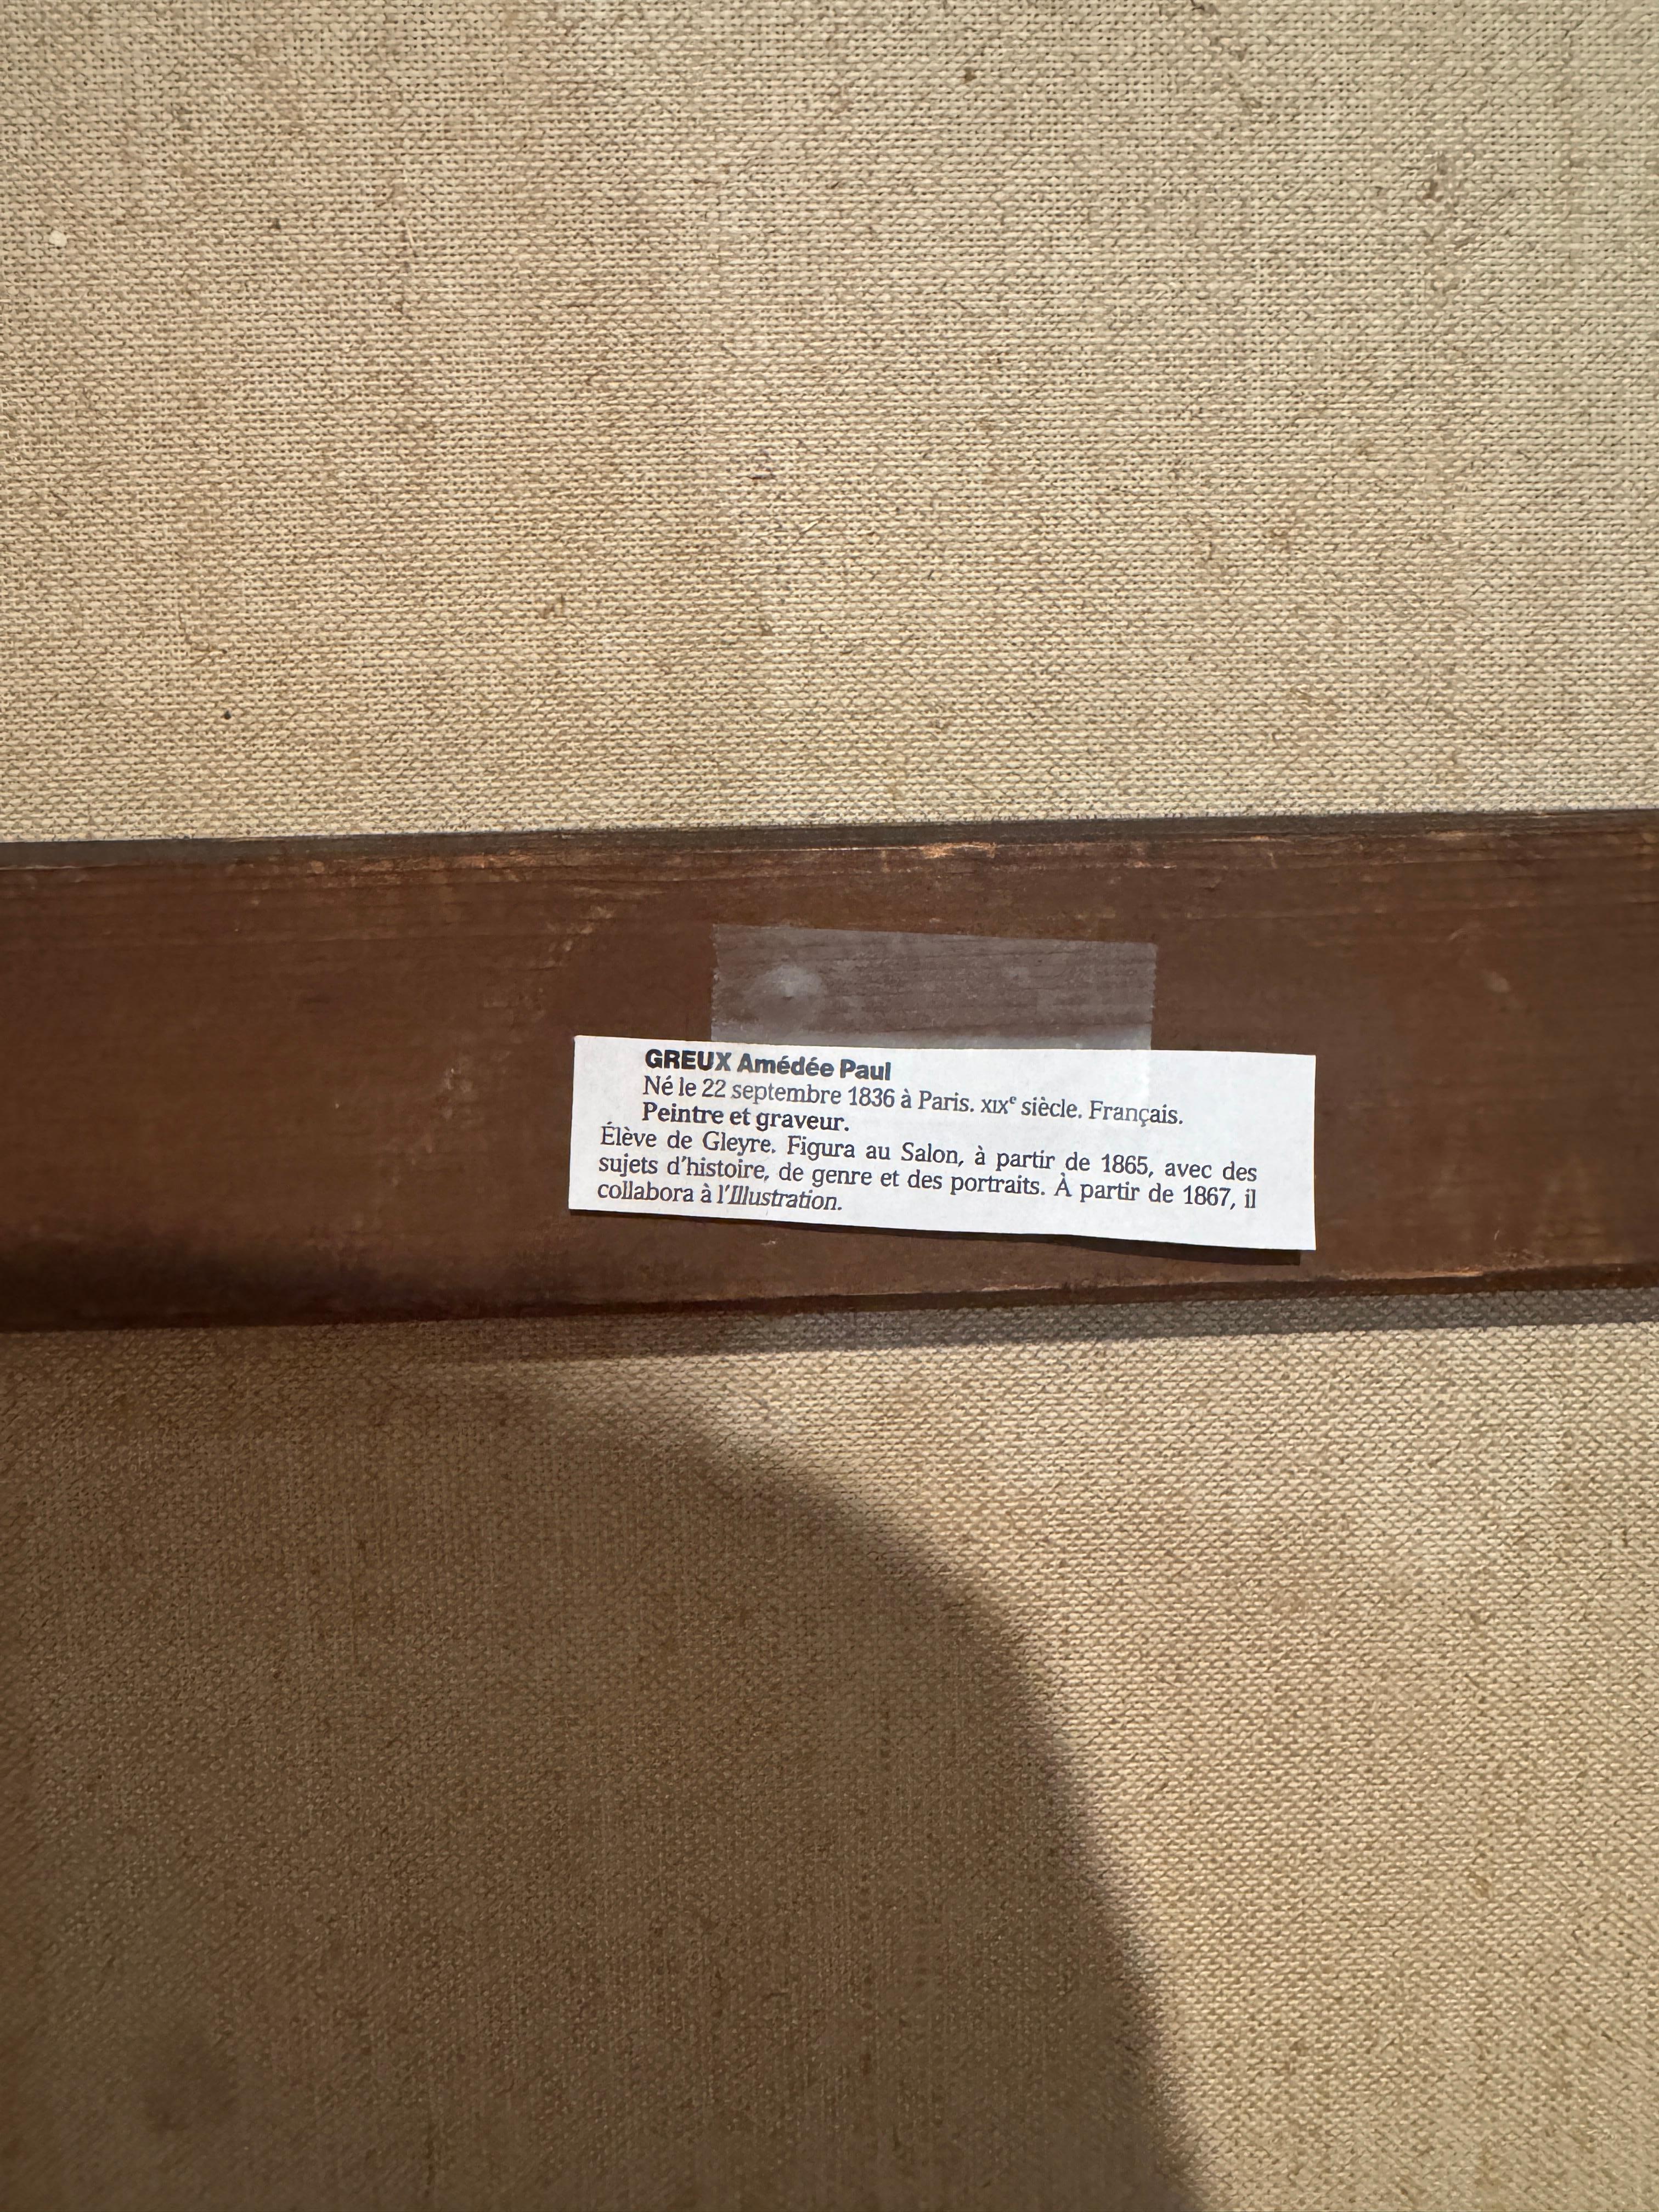 GREUX Amédée Paul
Né le 22 septembre 1836 à Paris. XIXe siècle. Français.
Peintre et graveur.
Élève de Gleyre. Figura au Salon, à partir de 1865, avec des
sujets d'histoire, de genre et des portraits. À partir de 1867, il
collabora à l'Illustration.